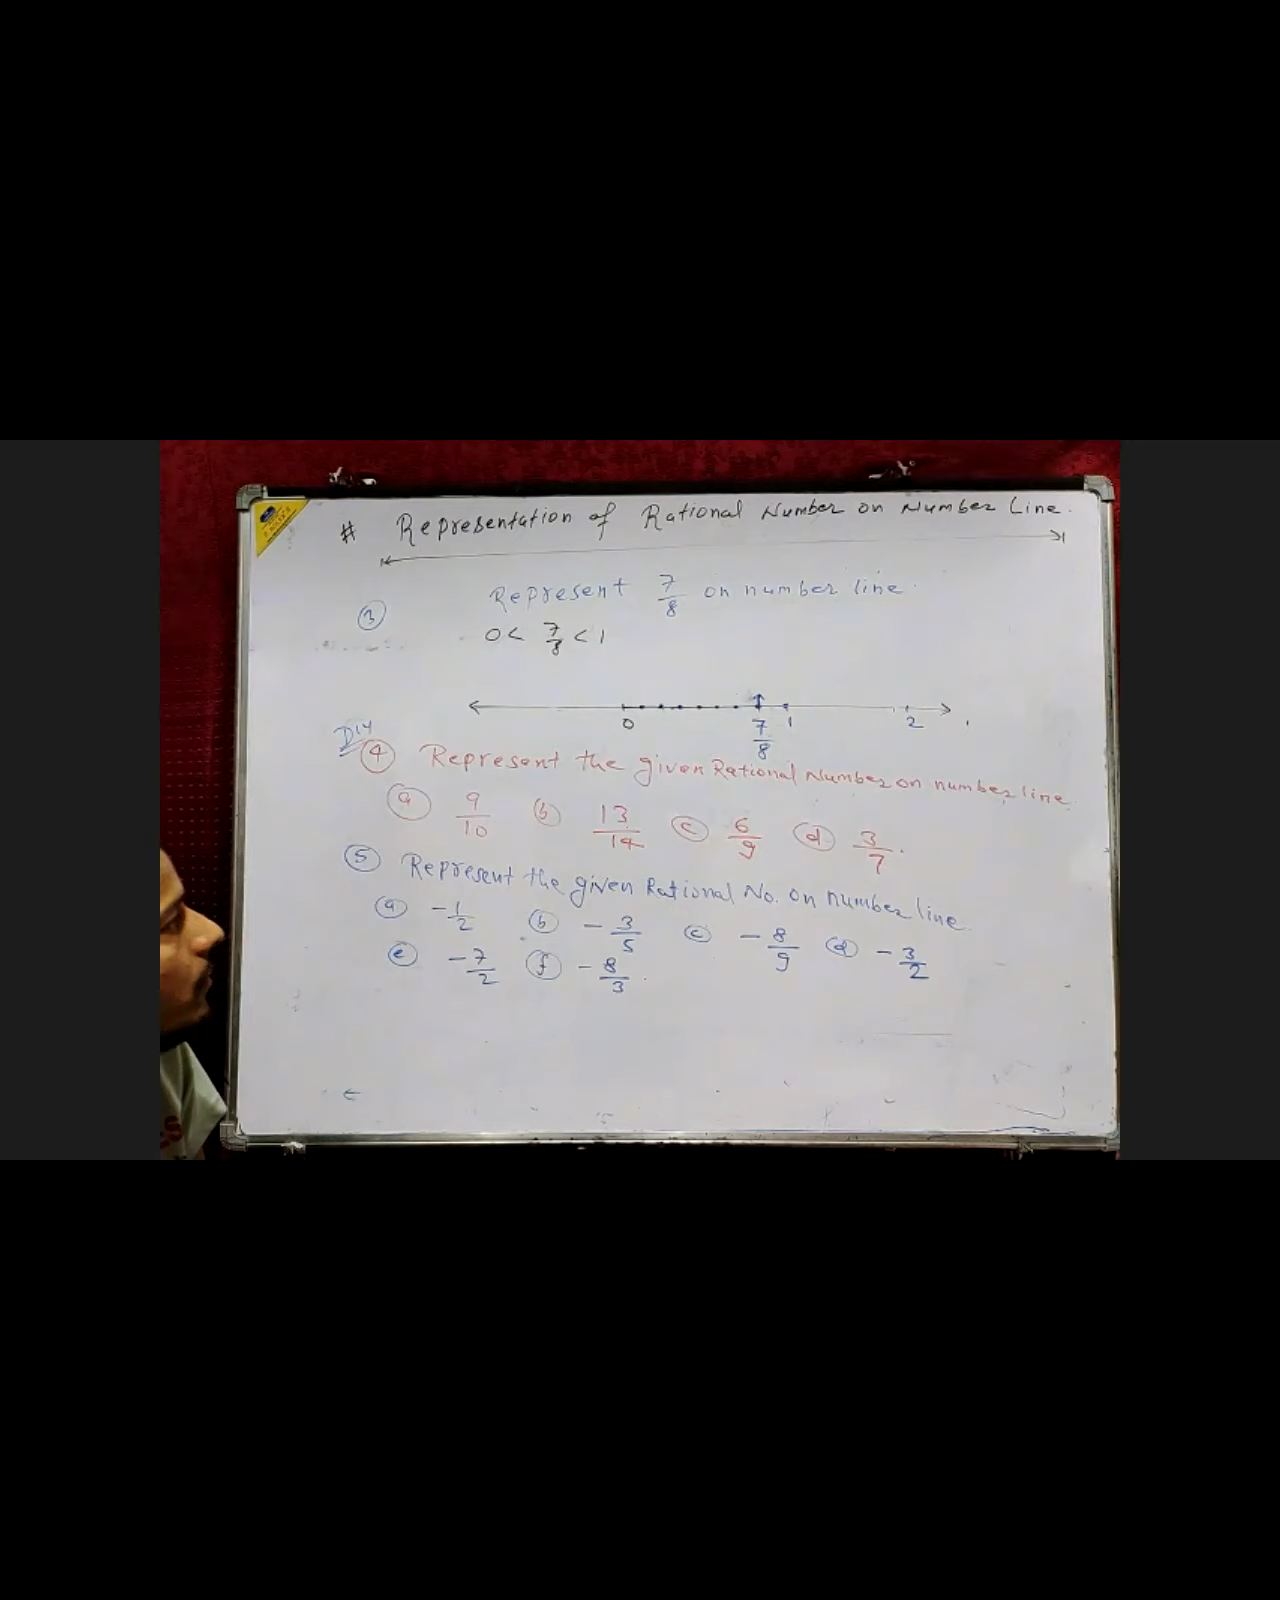 # Representation of Rational Number on Number Line.
③ Represent 7/8 on number line.
0 < 7/8 < 1
0 7/8 1 2
DIY
④ Represent the given Rational Number on number line
ⓐ 9/10 ⓑ 13/14 ⓒ 6/9 ⓓ 3/7.
⑤ Represent the given Rational No. on number line.
ⓐ -1/2 ⓑ -3/5 ⓒ -8/9 ⓓ -3/2
ⓔ -7/2 ⓕ -8/3.